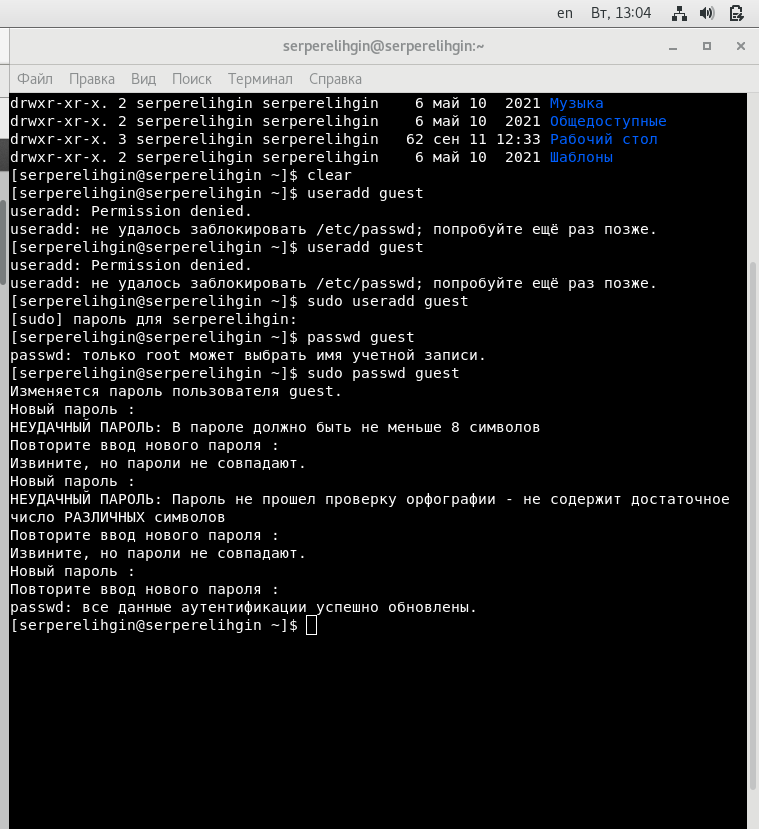 en Вт, 13:04
serperelihgin@serperelihgin:~
Файл Правка Вид Поиск Терминал Справка
drwxr-xr-x. 2 serperelihgin serperelihgin    6 май 10  2021 Музыка
drwxr-xr-x. 2 serperelihgin serperelihgin    6 май 10  2021 Общедоступные
drwxr-xr-x. 3 serperelihgin serperelihgin   62 сен 11 12:33 Рабочий стол
drwxr-xr-x. 2 serperelihgin serperelihgin    6 май 10  2021 Шаблоны
[serperelihgin@serperelihgin ~]$ clear
[serperelihgin@serperelihgin ~]$ useradd guest
useradd: Permission denied.
useradd: не удалось заблокировать /etc/passwd; попробуйте ещё раз позже.
[serperelihgin@serperelihgin ~]$ useradd guest
useradd: Permission denied.
useradd: не удалось заблокировать /etc/passwd; попробуйте ещё раз позже.
[serperelihgin@serperelihgin ~]$ sudo useradd guest
[sudo] пароль для serperelihgin:
[serperelihgin@serperelihgin ~]$ passwd guest
passwd: только root может выбрать имя учетной записи.
[serperelihgin@serperelihgin ~]$ sudo passwd guest
Изменяется пароль пользователя guest.
Новый пароль :
НЕУДАЧНЫЙ ПАРОЛЬ: В пароле должно быть не меньше 8 символов
Повторите ввод нового пароля :
Извините, но пароли не совпадают.
Новый пароль :
НЕУДАЧНЫЙ ПАРОЛЬ: Пароль не прошел проверку орфографии - не содержит достаточное
число РАЗЛИЧНЫХ символов
Повторите ввод нового пароля :
Извините, но пароли не совпадают.
Новый пароль :
Повторите ввод нового пароля :
passwd: все данные аутентификации успешно обновлены.
[serperelihgin@serperelihgin ~]$